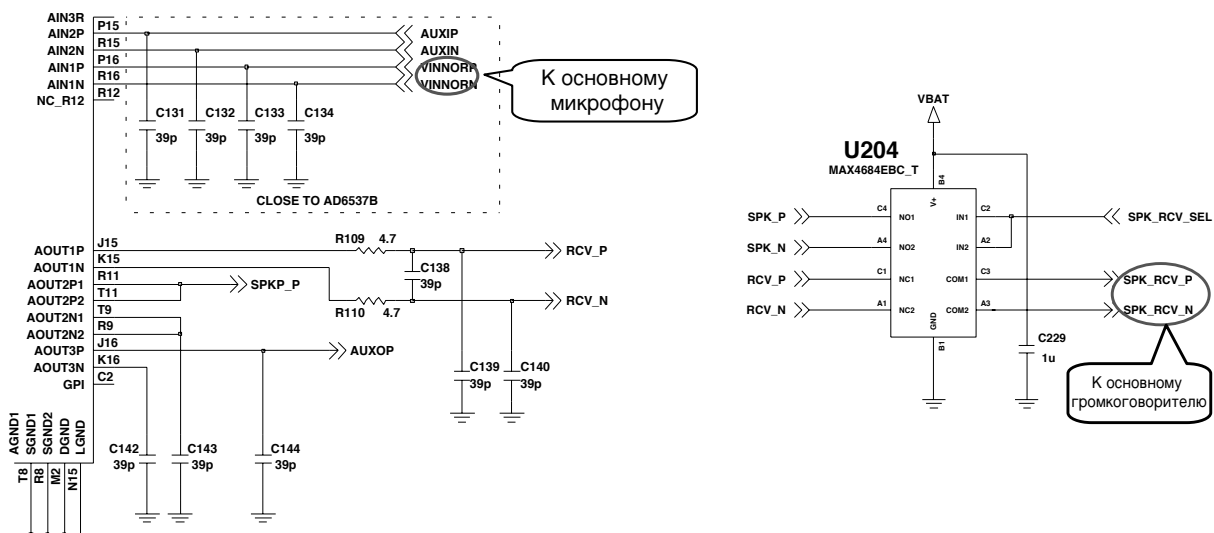 AIN3R
AIN2P P15 AUXIP
AIN2N R15 AUXIN
AIN1P P16 VINNORP
AIN1N R16 VINNORN
NC_R12 R12
К основному
микрофону
C131 C132 C133 C134
39p 39p 39p 39p
CLOSE TO AD6537B
AOUT1P J15 R109 4.7 RCV_P
AOUT1N K15
C138
39p
AOUT2P1 R11 SPKP_P
AOUT2P2 T11
R110 4.7 RCV_N
AOUT2N1 T9
AOUT2N2 R9
AOUT3P J16 AUXOP
AOUT3N K16
GPI C2
C139 C140
39p 39p
AGND1
SGND1
SGND2
DGND
LGND
T8
R8
M2
N15
C142 C143 C144
39p 39p 39p
VBAT
U204
MAX4684EBC_T
B4
V+
SPK_P C4 NO1 IN1 C2 SPK_RCV_SEL
SPK_N A4 NO2 IN2 A2
RCV_P C1 NC1 COM1 C3 SPK_RCV_P
RCV_N A1 NC2 COM2 A3 SPK_RCV_N
GND
B1
C229
1u
К основному
громкоговорителю